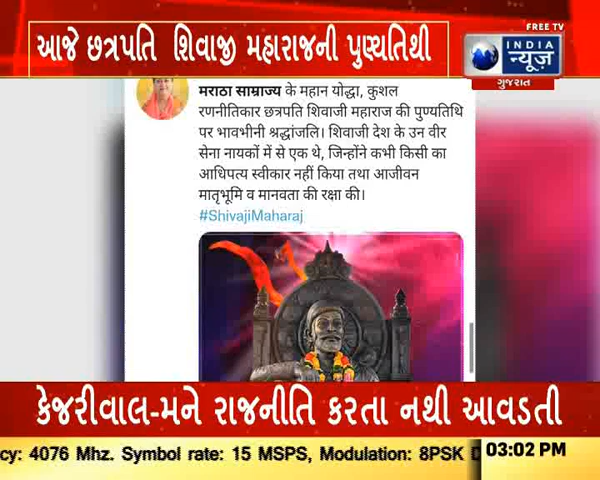 આજે છત્રપતિ શિવાજી મહારાજની પુણ્યતિથી
FREE TV
INDIA
न्यूज़
ગુજરાત
मराठा साम्राज्य के महान योद्धा, कुशल
रणनीतिकार छत्रपति शिवाजी महाराज की पुण्यतिथि
पर भावभीनी श्रद्धांजलि। शिवाजी देश के उन वीर
सेना नायकों में से एक थे, जिन्होंने कभी किसी का
आधिपत्य स्वीकार नहीं किया तथा आजीवन
मातृभूमि व मानवता की रक्षा की।
#ShivajiMaharaj
કેજરીવાલ-મને રાજનીતિ કરતા નથી આવડતી
cy: 4076 Mhz. Symbol rate: 15 MSPS, Modulation: 8PSK D
03:02 PM